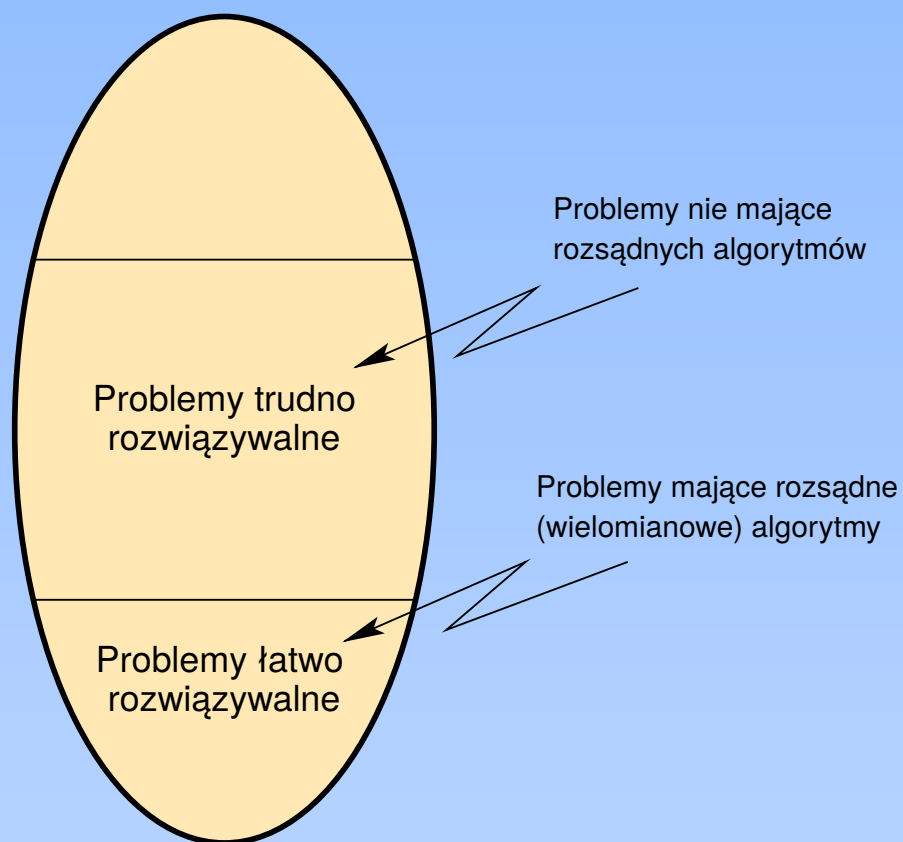 Problemy nie mające
rozsądnych algorytmów
Problemy trudno
rozwiązywalne
Problemy mające rozsądne
(wielomianowe) algorytmy
Problemy łatwo
rozwiązywalne